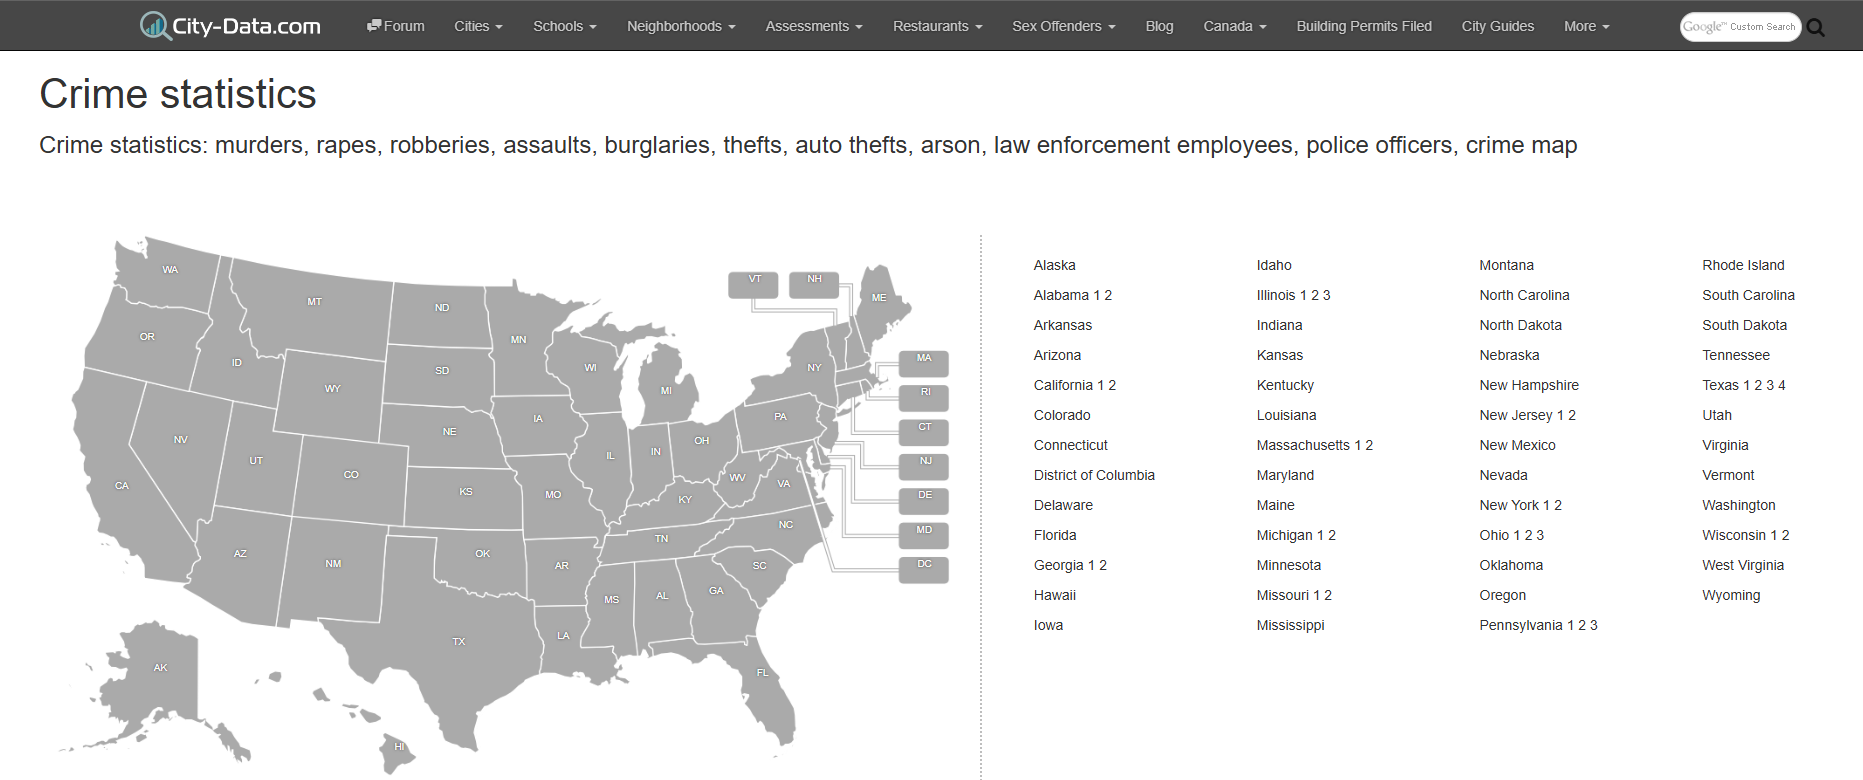 City-Data.com
Forum Cities Schools Neighborhoods Assessments Restaurants Sex Offenders Blog Canada Building Permits Filed City Guides More Google™ Custom Search
Crime statistics
Crime statistics: murders, rapes, robberies, assaults, burglaries, thefts, auto thefts, arson, law enforcement employees, police officers, crime map
WA
MT
ND
MN
VT
NH
ME
OR
ID
WY
SD
WI
MI
NY
MA
RI
CT
NJ
DE
MD
DC
NV
UT
CO
NE
IA
IL
IN
OH
PA
CA
KS
MO
KY
WV
VA
AZ
NM
OK
AR
TN
NC
SC
TX
LA
MS
AL
GA
FL
AK
HI
Alaska
Alabama 1 2
Arkansas
Arizona
California 1 2
Colorado
Connecticut
District of Columbia
Delaware
Florida
Georgia 1 2
Hawaii
Iowa
Idaho
Illinois 1 2 3
Indiana
Kansas
Kentucky
Louisiana
Massachusetts 1 2
Maryland
Maine
Michigan 1 2
Minnesota
Missouri 1 2
Mississippi
Montana
North Carolina
North Dakota
Nebraska
New Hampshire
New Jersey 1 2
New Mexico
Nevada
New York 1 2
Ohio 1 2 3
Oklahoma
Oregon
Pennsylvania 1 2 3
Rhode Island
South Carolina
South Dakota
Tennessee
Texas 1 2 3 4
Utah
Virginia
Vermont
Washington
Wisconsin 1 2
West Virginia
Wyoming